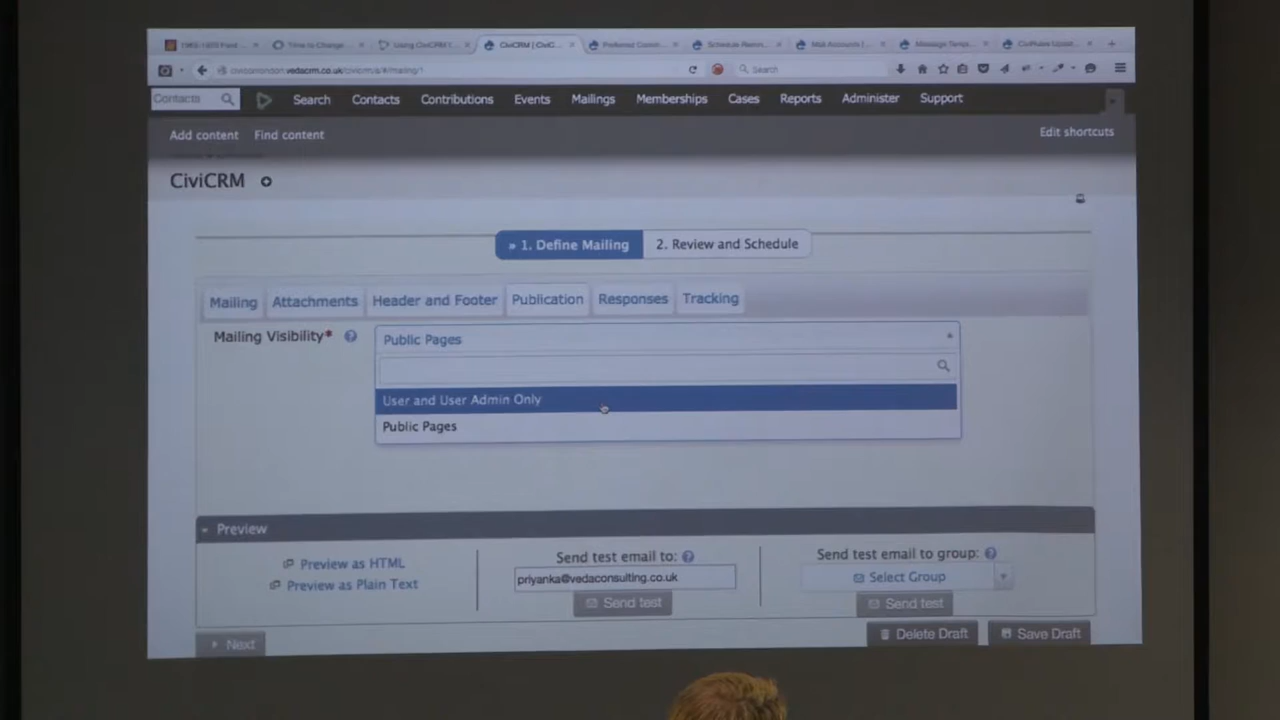 CiviCRM | CiviC...
Search
Contacts
Search
Contacts
Contributions
Events
Mailings
Memberships
Cases
Reports
Administer
Support
Add content
Find content
Edit shortcuts
CiviCRM
» 1. Define Mailing
2. Review and Schedule
Mailing
Attachments
Header and Footer
Publication
Responses
Tracking
Mailing Visibility*
Public Pages
User and User Admin Only
Public Pages
Preview
Preview as HTML
Preview as Plain Text
Send test email to:
priyanka@vedaconsulting.co.uk
Send test
Send test email to group:
Select Group
Send test
Next
Delete Draft
Save Draft